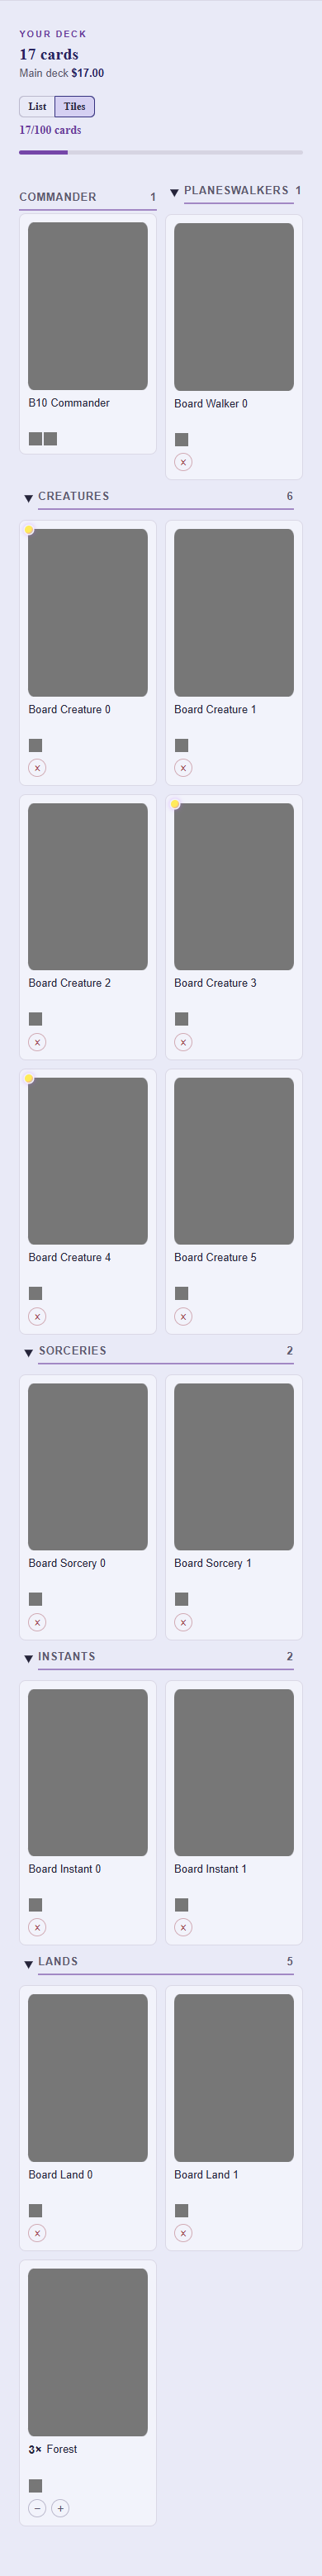 YOUR DECK
17 cards
Main deck $17.00
List Tiles
17/100 cards
COMMANDER 1
B10 Commander
▼ PLANESWALKERS 1
Board Walker 0
x
▼ CREATURES 6
Board Creature 0 Board Creature 1
x x
Board Creature 2 Board Creature 3
x x
Board Creature 4 Board Creature 5
x x
▼ SORCERIES 2
Board Sorcery 0 Board Sorcery 1
x x
▼ INSTANTS 2
Board Instant 0 Board Instant 1
x x
▼ LANDS 5
Board Land 0 Board Land 1
x x
3× Forest
− +